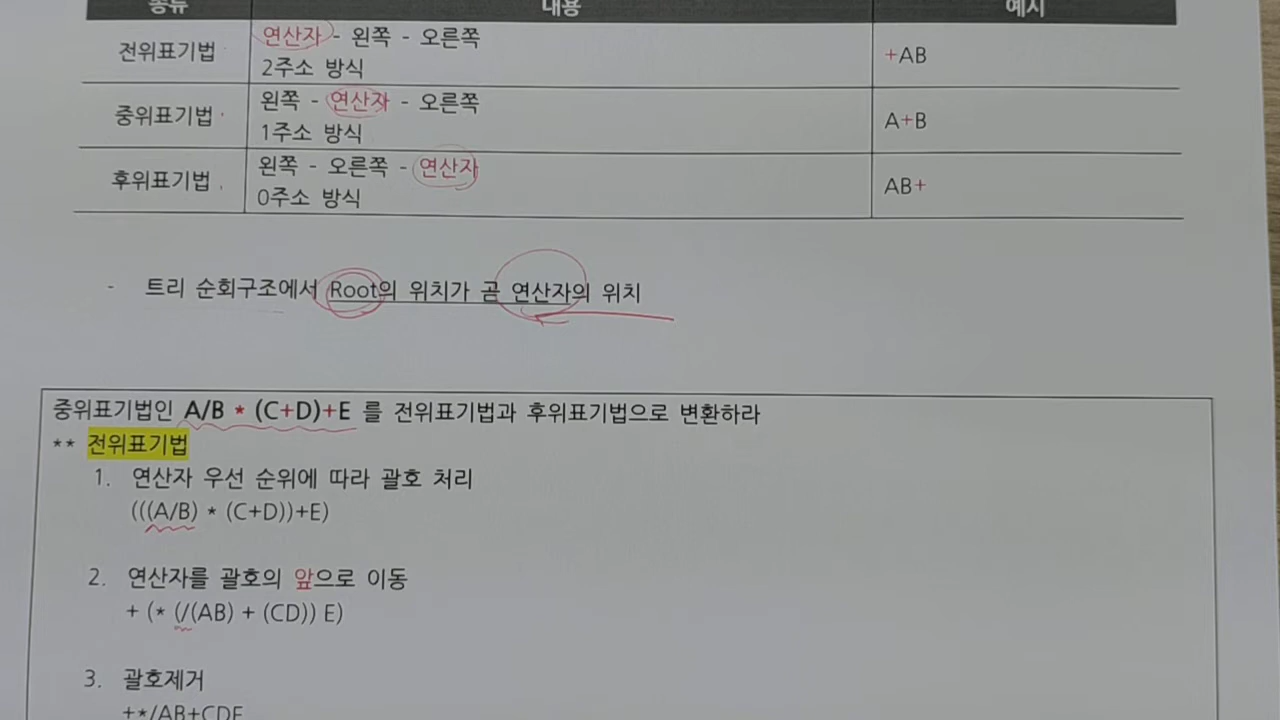 종류 내용 예시
전위표기법 연산자 - 왼쪽 - 오른쪽 +AB
2주소 방식
중위표기법 왼쪽 - 연산자 - 오른쪽 A+B
1주소 방식
후위표기법 왼쪽 - 오른쪽 - 연산자 AB+
0주소 방식
- 트리 순회구조에서 Root의 위치가 곧 연산자의 위치
중위표기법인 A/B * (C+D)+E 를 전위표기법과 후위표기법으로 변환하라
** 전위표기법
1. 연산자 우선 순위에 따라 괄호 처리
(((A/B) * (C+D))+E)
2. 연산자를 괄호의 앞으로 이동
+ (* (/(AB) + (CD)) E)
3. 괄호제거
+*/AB+CDE